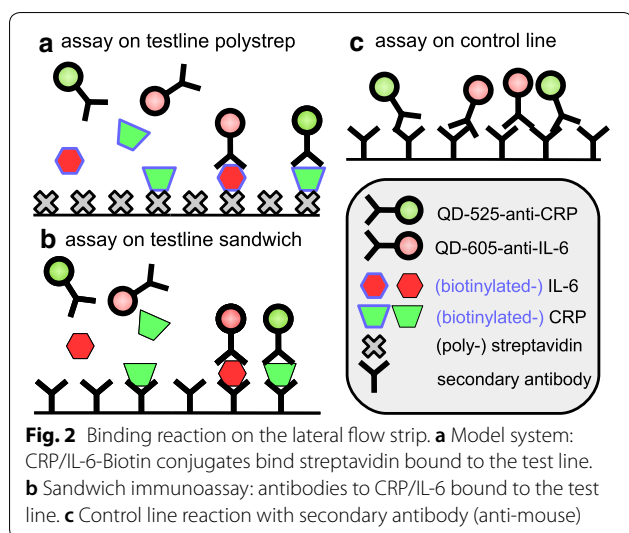 a assay on testline polystrep
c assay on control line
b assay on testline sandwich
QD-525-anti-CRP
QD-605-anti-IL-6
(biotinylated-) IL-6
(biotinylated-) CRP
(poly-) streptavidin
secondary antibody
Fig. 2 Binding reaction on the lateral flow strip. a Model system:
CRP/IL-6-Biotin conjugates bind streptavidin bound to the test line.
b Sandwich immunoassay: antibodies to CRP/IL-6 bound to the test
line. c Control line reaction with secondary antibody (anti-mouse)